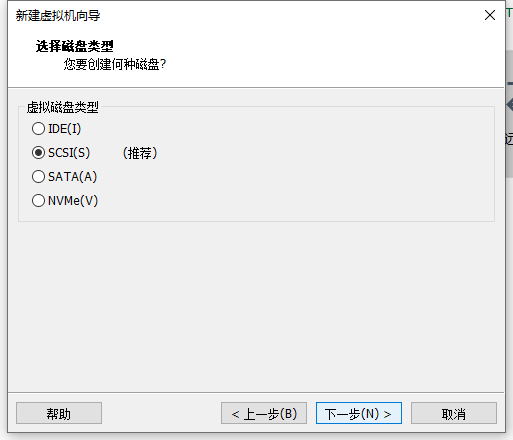 新建虚拟机向导
选择磁盘类型
您要创建何种磁盘?
虚拟磁盘类型
IDE(I)
SCSI(S) (推荐)
SATA(A)
NVMe(V)
帮助
< 上一步(B)
下一步(N) >
取消